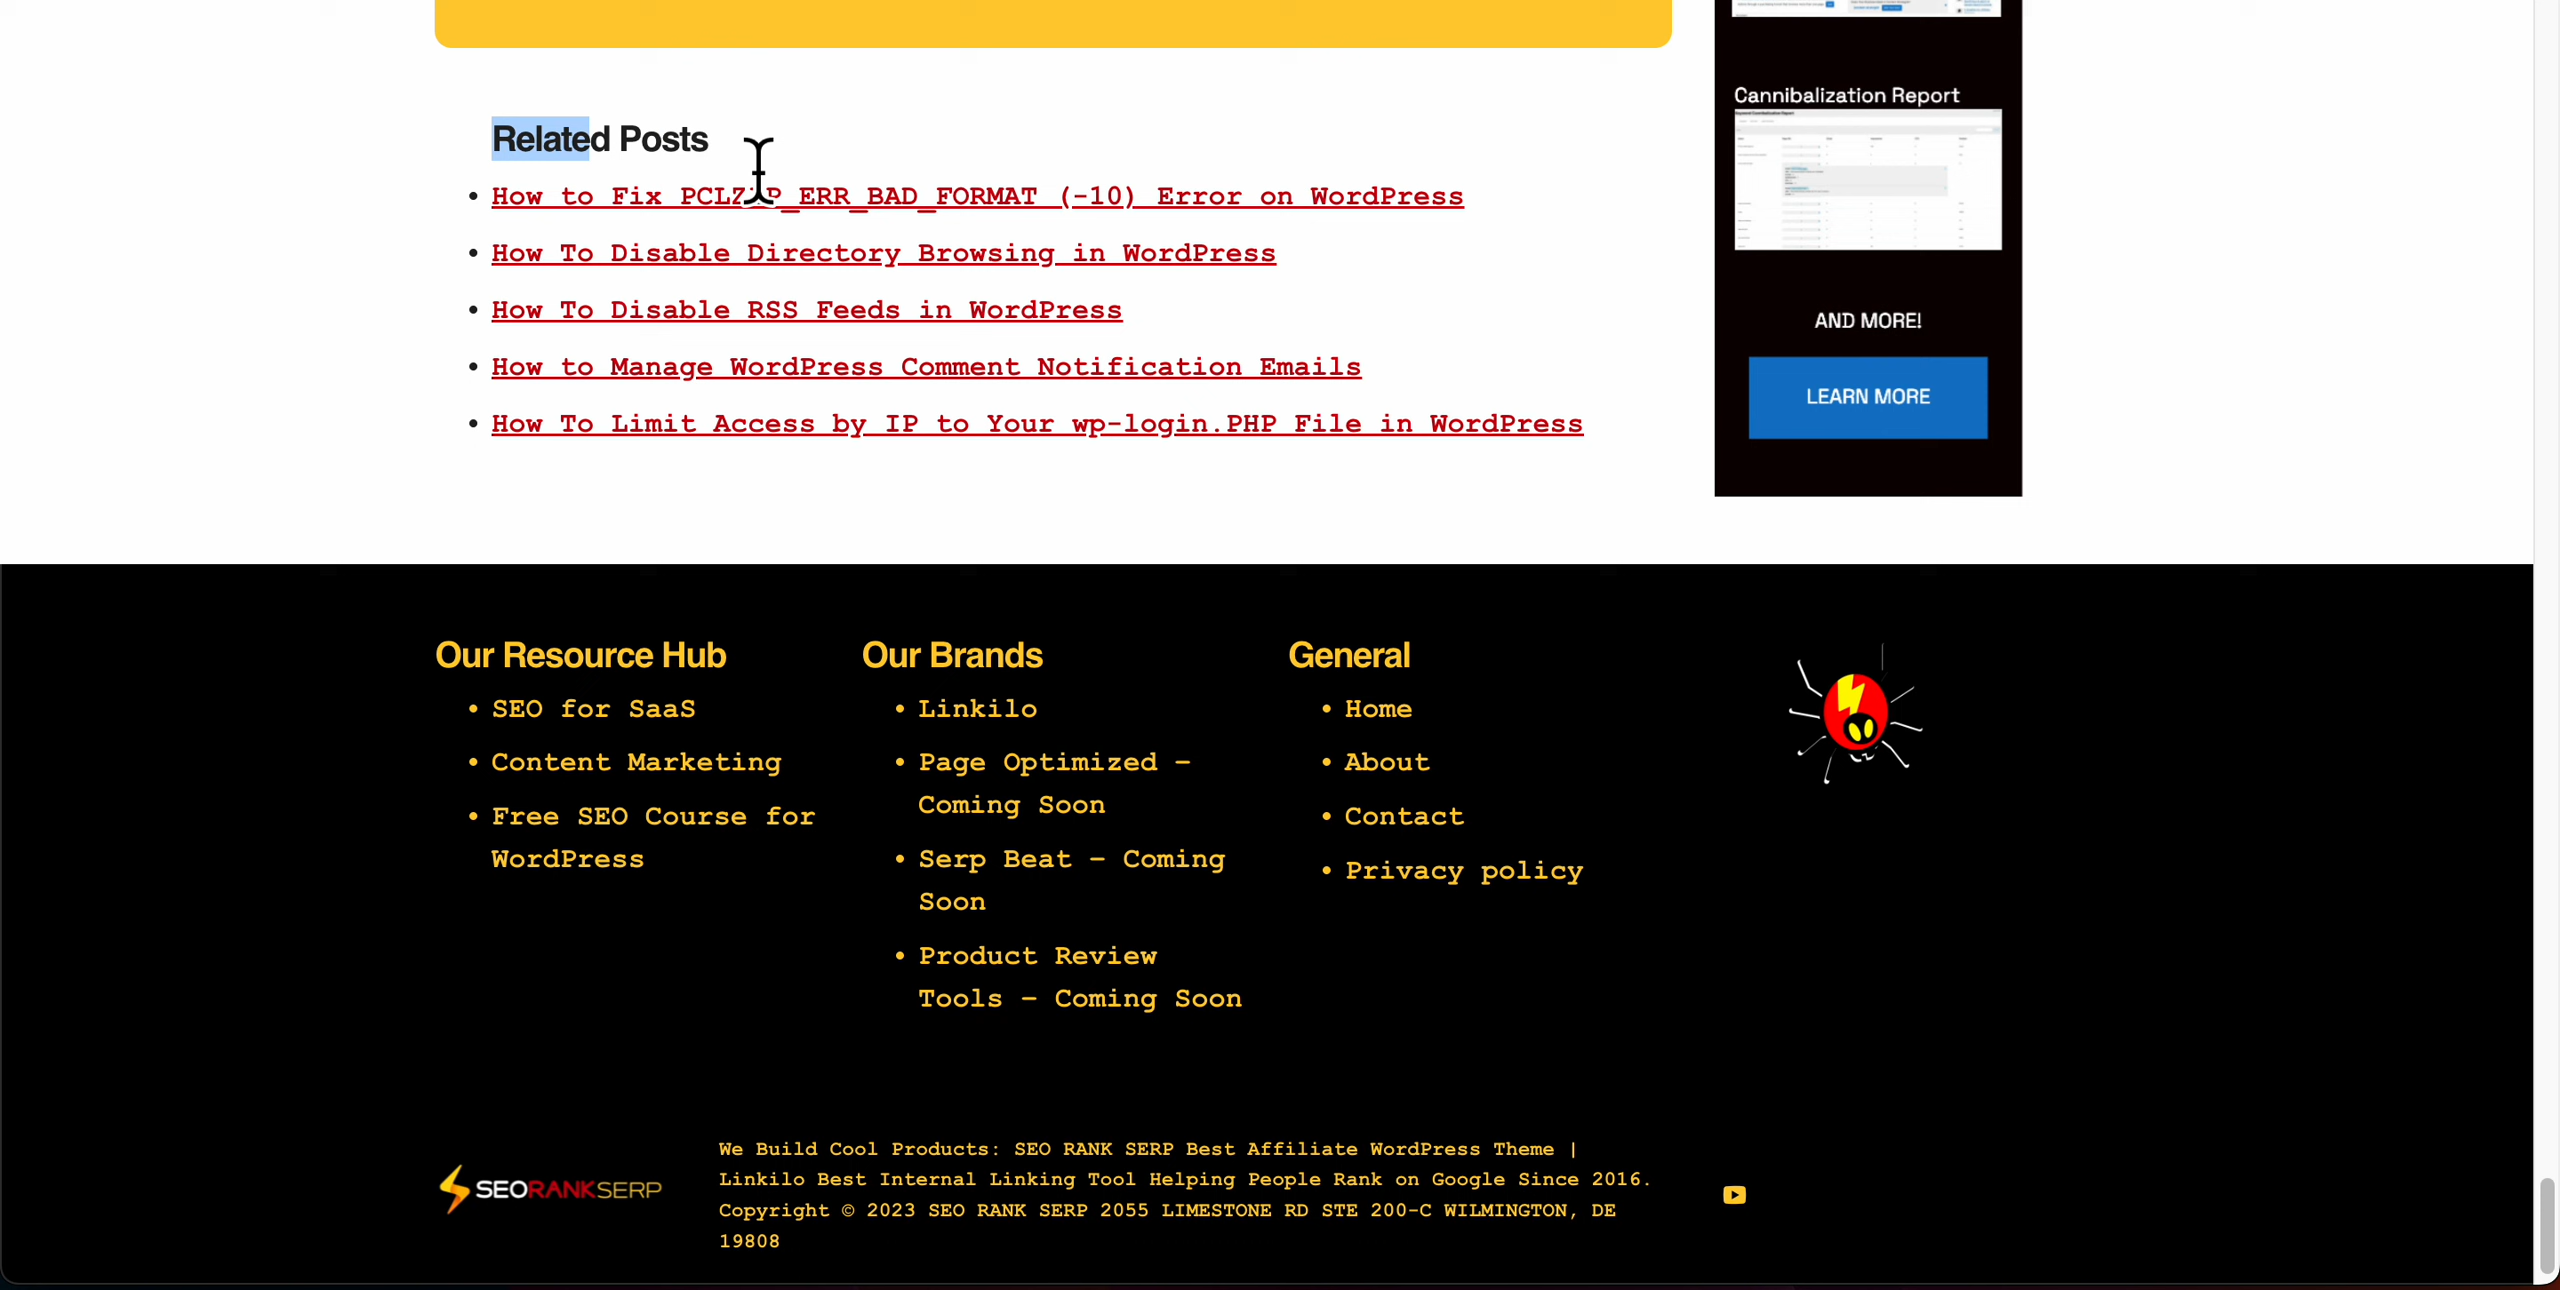 Related Posts
How to Fix PCLZIP_ERR_BAD_FORMAT (-10) Error on WordPress
How To Disable Directory Browsing in WordPress
How To Disable RSS Feeds in WordPress
How to Manage WordPress Comment Notification Emails
How To Limit Access by IP to Your wp-login.PHP File in WordPress
Cannibalization Report
AND MORE!
LEARN MORE
Our Resource Hub
SEO for SaaS
Content Marketing
Free SEO Course for
WordPress
Our Brands
Linkilo
Page Optimized –
Coming Soon
Serp Beat – Coming
Soon
Product Review
Tools – Coming Soon
General
Home
About
Contact
Privacy policy
SEORANKSERP
We Build Cool Products: SEO RANK SERP Best Affiliate WordPress Theme |
Linkilo Best Internal Linking Tool Helping People Rank on Google Since 2016.
Copyright © 2023 SEO RANK SERP 2055 LIMESTONE RD STE 200-C WILMINGTON, DE
19808